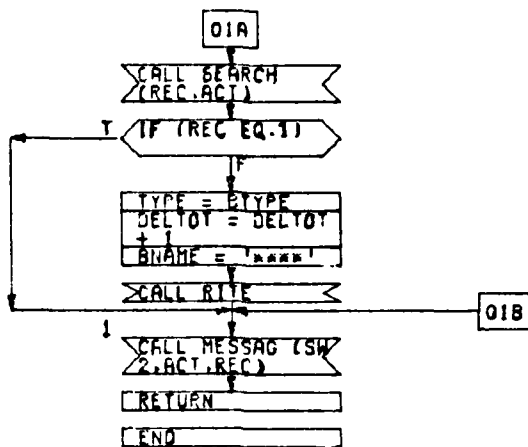 01A
CALL SEARCH
(REC,ACT)
T
IF (REC EQ.1)
F
TYPE = BTYPE
DELTOT = DELTOT
+ 1
BNAME = '****'
CALL RITE
01B
1
CALL MESSAG (SW
2,ACT,REC)
RETURN
END